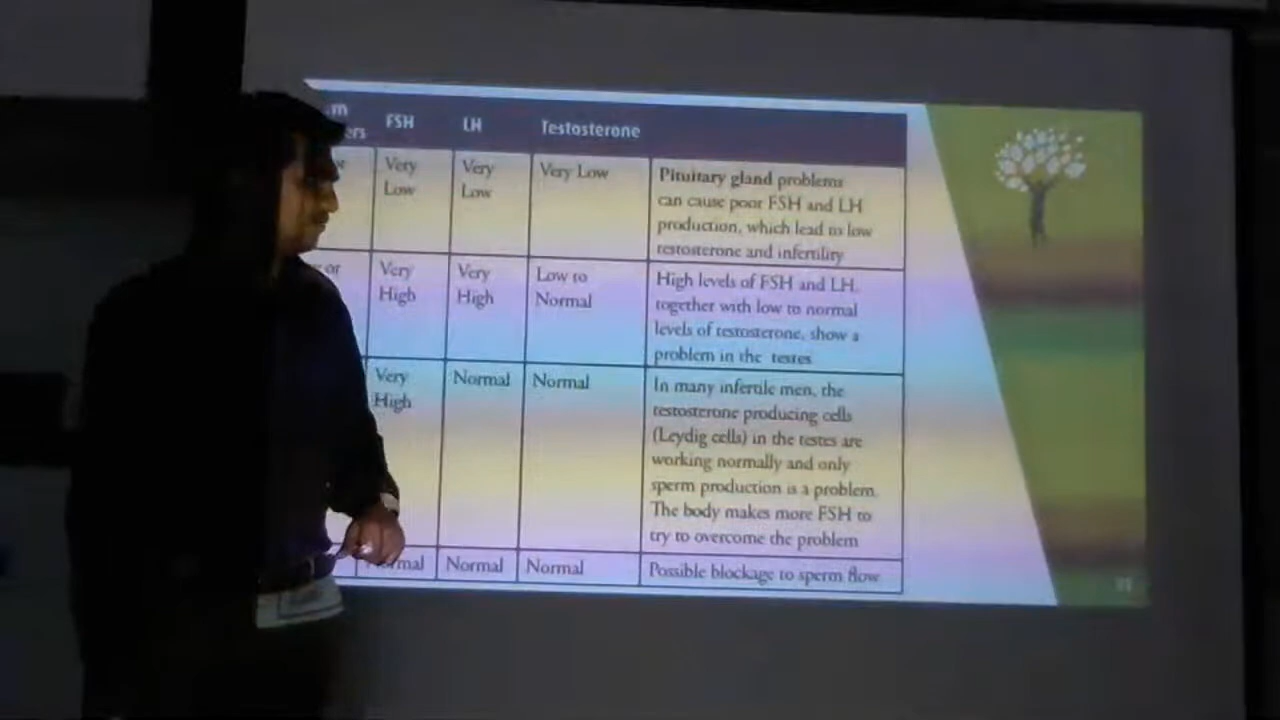 FSH LH Testosterone
Very
Low
Very
Low
Very Low
Pituitary gland problems
can cause poor FSH and LH
production, which lead to low
testosterone and infertility
or
Very
High
Very
High
Low to
Normal
High levels of FSH and LH,
together with low to normal
levels of testosterone, show a
problem in the testes
Very
High
Normal
Normal
In many infertile men, the
testosterone producing cells
(Leydig cells) in the testes are
working normally and only
sperm production is a problem.
The body makes more FSH to
try to overcome the problem
Normal
Normal
Possible blockage to sperm flow